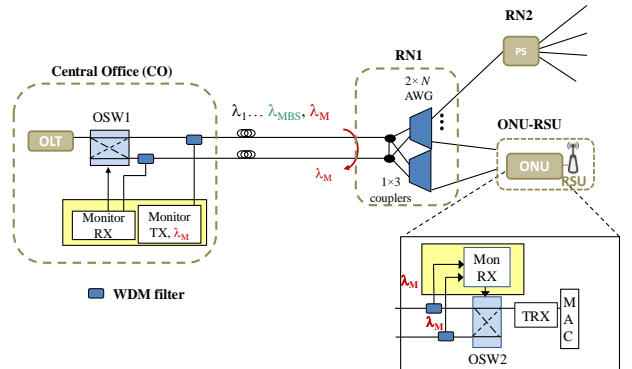 RN2
PS
RN1
Central Office (CO)
2× N
AWG
OSW1
λ1... λMBS, λM
OLT
ONU-RSU
ONU
RSU
λM
1×3
couplers
Monitor
RX
Monitor
TX, λM
WDM filter
Mon
RX
λM
λM
TRX
M
A
C
OSW2